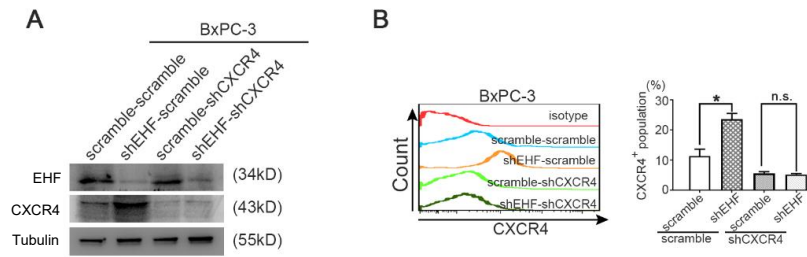 A
BxPC-3
scramble-scramble
shEHF-scramble
scramble-shCXCR4
shEHF-shCXCR4
EHF
(34kD)
CXCR4
(43kD)
Tubulin
(55kD)
B
BxPC-3
isotype
scramble-scramble
shEHF-scramble
scramble-shCXCR4
shEHF-shCXCR4
Count
CXCR4
(%)
CXCR4+ population
30
20
10
0
*
n.s.
scramble
shEHF
scramble
shEHF
scramble
shCXCR4